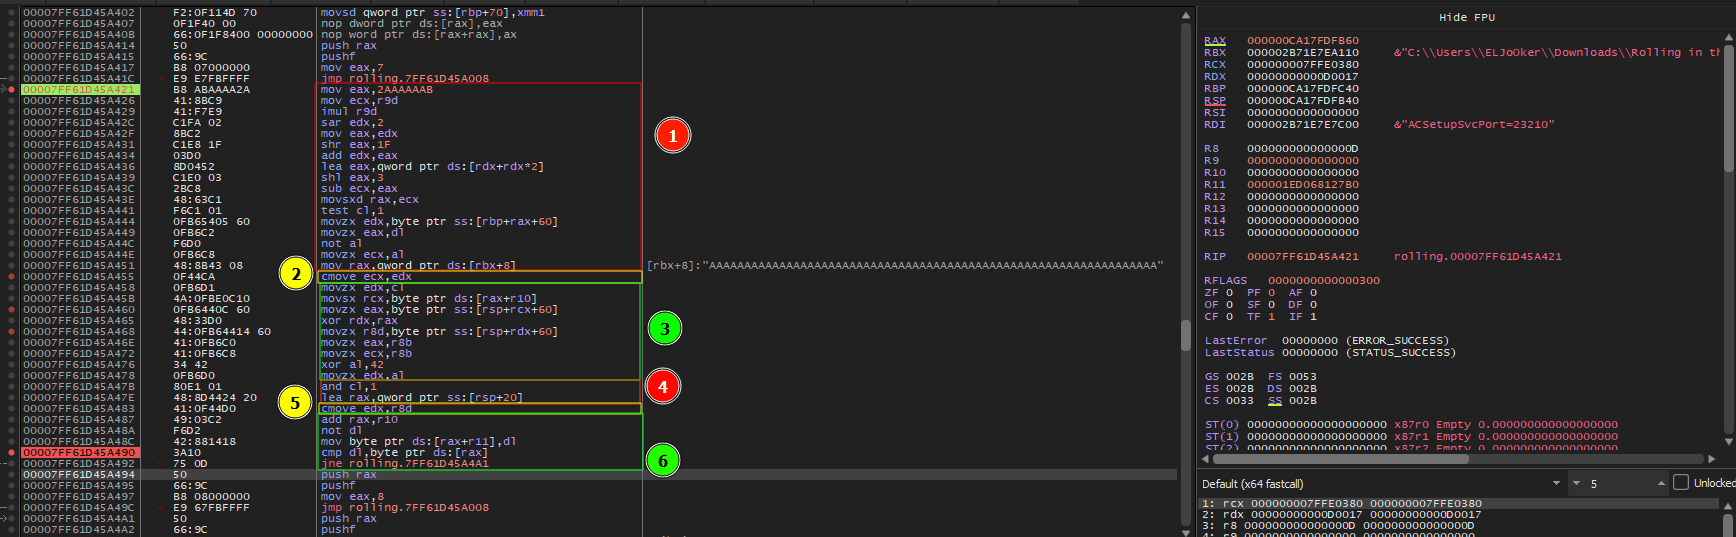 00007FF61D45A402 F2:0F114D 70 movsd qword ptr ss:[rbp+70],xmm1
00007FF61D45A407 0F1F40 00 nop dword ptr ds:[rax],eax
00007FF61D45A40B 66:0F1F8400 00000000 nop word ptr ds:[rax+rax],ax
00007FF61D45A414 50 push rax
00007FF61D45A415 66:9C pushf
00007FF61D45A417 B8 07000000 mov eax,7
00007FF61D45A41C E9 E7FBFFFF jmp rolling.7FF61D45A008
00007FF61D45A421 B8 ABAAAA2A mov eax,2AAAAAAB
00007FF61D45A426 41:8BC9 mov ecx,r9d
00007FF61D45A429 41:F7E9 imul r9d
00007FF61D45A42C C1FA 02 sar edx,2
00007FF61D45A42F 8BC2 mov eax,edx
00007FF61D45A431 C1E8 1F shr eax,1F
00007FF61D45A434 03D0 add edx,eax
00007FF61D45A436 8D0452 lea eax,qword ptr ds:[rdx+rdx*2]
00007FF61D45A439 C1E0 03 shl eax,3
00007FF61D45A43C 2BC8 sub ecx,eax
00007FF61D45A43E 48:63C1 movsxd rax,ecx
00007FF61D45A441 F6C1 01 test cl,1
00007FF61D45A444 0FB65405 60 movzx edx,byte ptr ss:[rbp+rax+60]
00007FF61D45A449 0FB6C2 movzx eax,dl
00007FF61D45A44C F6D0 not al
00007FF61D45A44E 0FB6C8 movzx ecx,al
00007FF61D45A451 48:8B43 08 mov rax,qword ptr ds:[rbx+8]
00007FF61D45A455 0F44CA cmove ecx,edx
00007FF61D45A458 0FB6D1 movzx edx,cl
00007FF61D45A45B 4A:0FBE0C10 movsx rcx,byte ptr ds:[rax+r10]
00007FF61D45A460 0FB6440C 60 movzx eax,byte ptr ss:[rsp+rcx+60]
00007FF61D45A465 48:33D0 xor rdx,rax
00007FF61D45A468 44:0FB64414 60 movzx r8d,byte ptr ss:[rsp+rdx+60]
00007FF61D45A46E 41:0FB6C0 movzx eax,r8b
00007FF61D45A472 41:0FB6C8 movzx ecx,r8b
00007FF61D45A476 34 42 xor al,42
00007FF61D45A478 0FB6D0 movzx edx,al
00007FF61D45A47B 80E1 01 and cl,1
00007FF61D45A47E 48:8D4424 20 lea rax,qword ptr ss:[rsp+20]
00007FF61D45A483 41:0F44D0 cmove edx,r8d
00007FF61D45A487 49:03C2 add rax,r10
00007FF61D45A48A F6D2 not dl
00007FF61D45A48C 42:881418 mov byte ptr ds:[rax+r11],dl
00007FF61D45A490 3A10 cmp dl,byte ptr ds:[rax]
00007FF61D45A492 75 0D jne rolling.7FF61D45A4A1
00007FF61D45A494 50 push rax
00007FF61D45A495 66:9C pushf
00007FF61D45A497 B8 08000000 mov eax,8
00007FF61D45A49C E9 67FBFFFF jmp rolling.7FF61D45A008
00007FF61D45A4A1 50 push rax
00007FF61D45A4A2 66:9C pushf
1
2
3
4
5
6
Hide FPU
RAX 000000CA17FDFB60
RBX 000002B71E7EA110 &"C:\\Users\\ELJoOker\\Downloads\\Rolling in th
RCX 000000007FFE0380
RDX 00000000000D0017
RBP 000000CA17FDFC40
RSP 000000CA17FDFB40
RSI 0000000000000000
RDI 000002B71E7E7C00 &"ACSetupSvcPort=23210"
R8 000000000000000D
R9 0000000000000000
R10 0000000000000000
R11 000001ED068127B0
R12 0000000000000000
R13 0000000000000000
R14 0000000000000000
R15 0000000000000000
RIP 00007FF61D45A421 rolling.00007FF61D45A421
RFLAGS 0000000000000300
ZF 0 PF 0 AF 0
OF 0 SF 0 DF 0
CF 0 TF 1 IF 1
LastError 00000000 (ERROR_SUCCESS)
LastStatus 00000000 (STATUS_SUCCESS)
GS 002B FS 0053
ES 002B DS 002B
CS 0033 SS 002B
ST(0) 00000000000000000000 x87r0 Empty 0.000000000000000000
ST(1) 00000000000000000000 x87r1 Empty 0.000000000000000000
ST(2) 00000000000000000000 x87r2 Empty 0.000000000000000000
Default (x64 fastcall) 5 Unlocked
1: rcx 000000007FFE0380 000000007FFE0380
2: rdx 00000000000D0017 00000000000D0017
3: r8 000000000000000D 000000000000000D